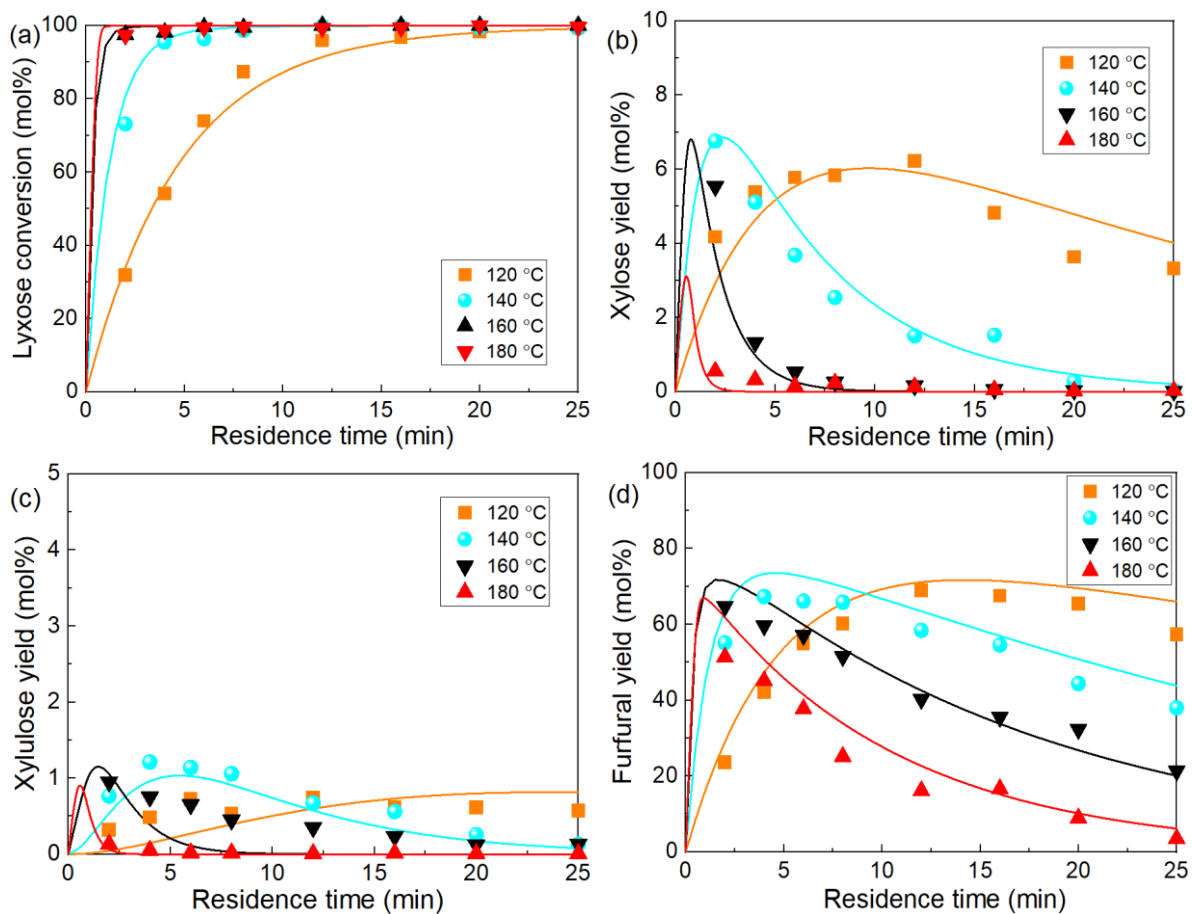 (a)
Lyxose conversion (mol%)
100
80
60
40
20
0
120 °C
140 °C
160 °C
180 °C
0 5 10 15 20 25
Residence time (min)
(b)
Xylose yield (mol%)
10
8
6
4
2
0
120 °C
140 °C
160 °C
180 °C
0 5 10 15 20 25
Residence time (min)
(c)
Xylulose yield (mol%)
5
4
3
2
1
0
120 °C
140 °C
160 °C
180 °C
0 5 10 15 20 25
Residence time (min)
(d)
Furfural yield (mol%)
100
80
60
40
20
0
120 °C
140 °C
160 °C
180 °C
0 5 10 15 20 25
Residence time (min)